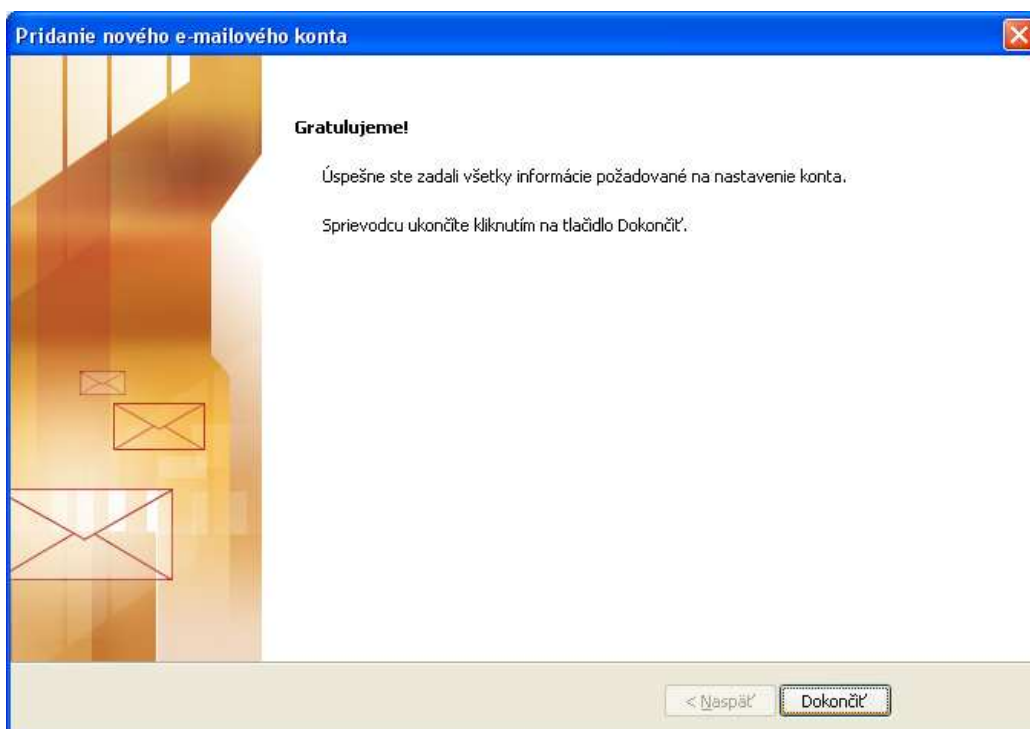 Pridanie nového e-mailového konta
Gratulujeme!
Úspešne ste zadali všetky informácie požadované na nastavenie konta.
Sprievodcu ukončíte kliknutím na tlačidlo Dokončiť.
< Naspäť
Dokončiť